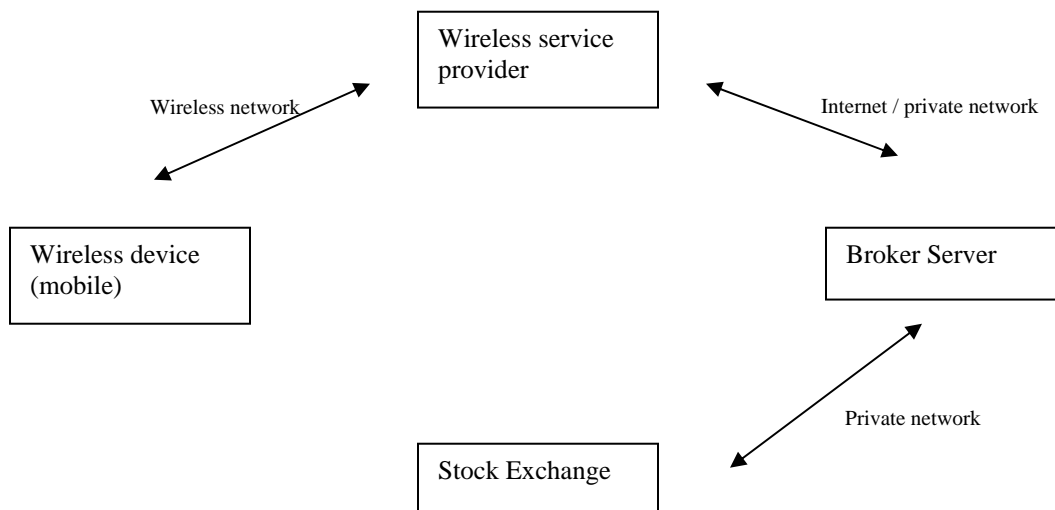 Wireless service
provider
Wireless network
Internet / private network
Wireless device
(mobile)
Broker Server
Private network
Stock Exchange